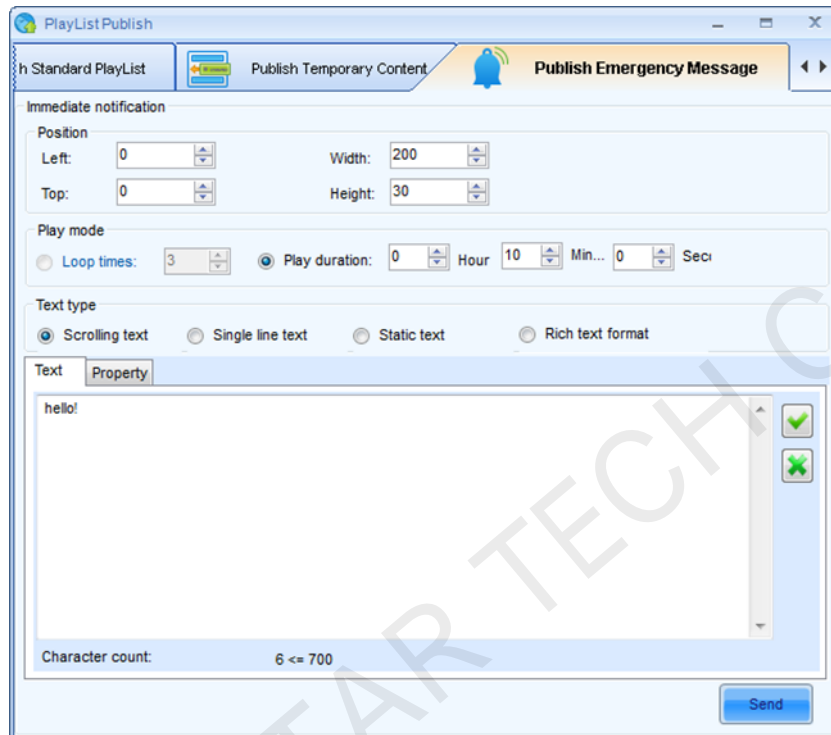 PlayList Publish
h Standard PlayList Publish Temporary Content Publish Emergency Message
Immediate notification
Position
Left: 0 Width: 200
Top: 0 Height: 30
Play mode
Loop times: 3 Play duration: 0 Hour 10 Min... 0 Sec
Text type
Scrolling text Single line text Static text Rich text format
Text Property
hello!
Character count: 6 <= 700
Send
TAR TECH C